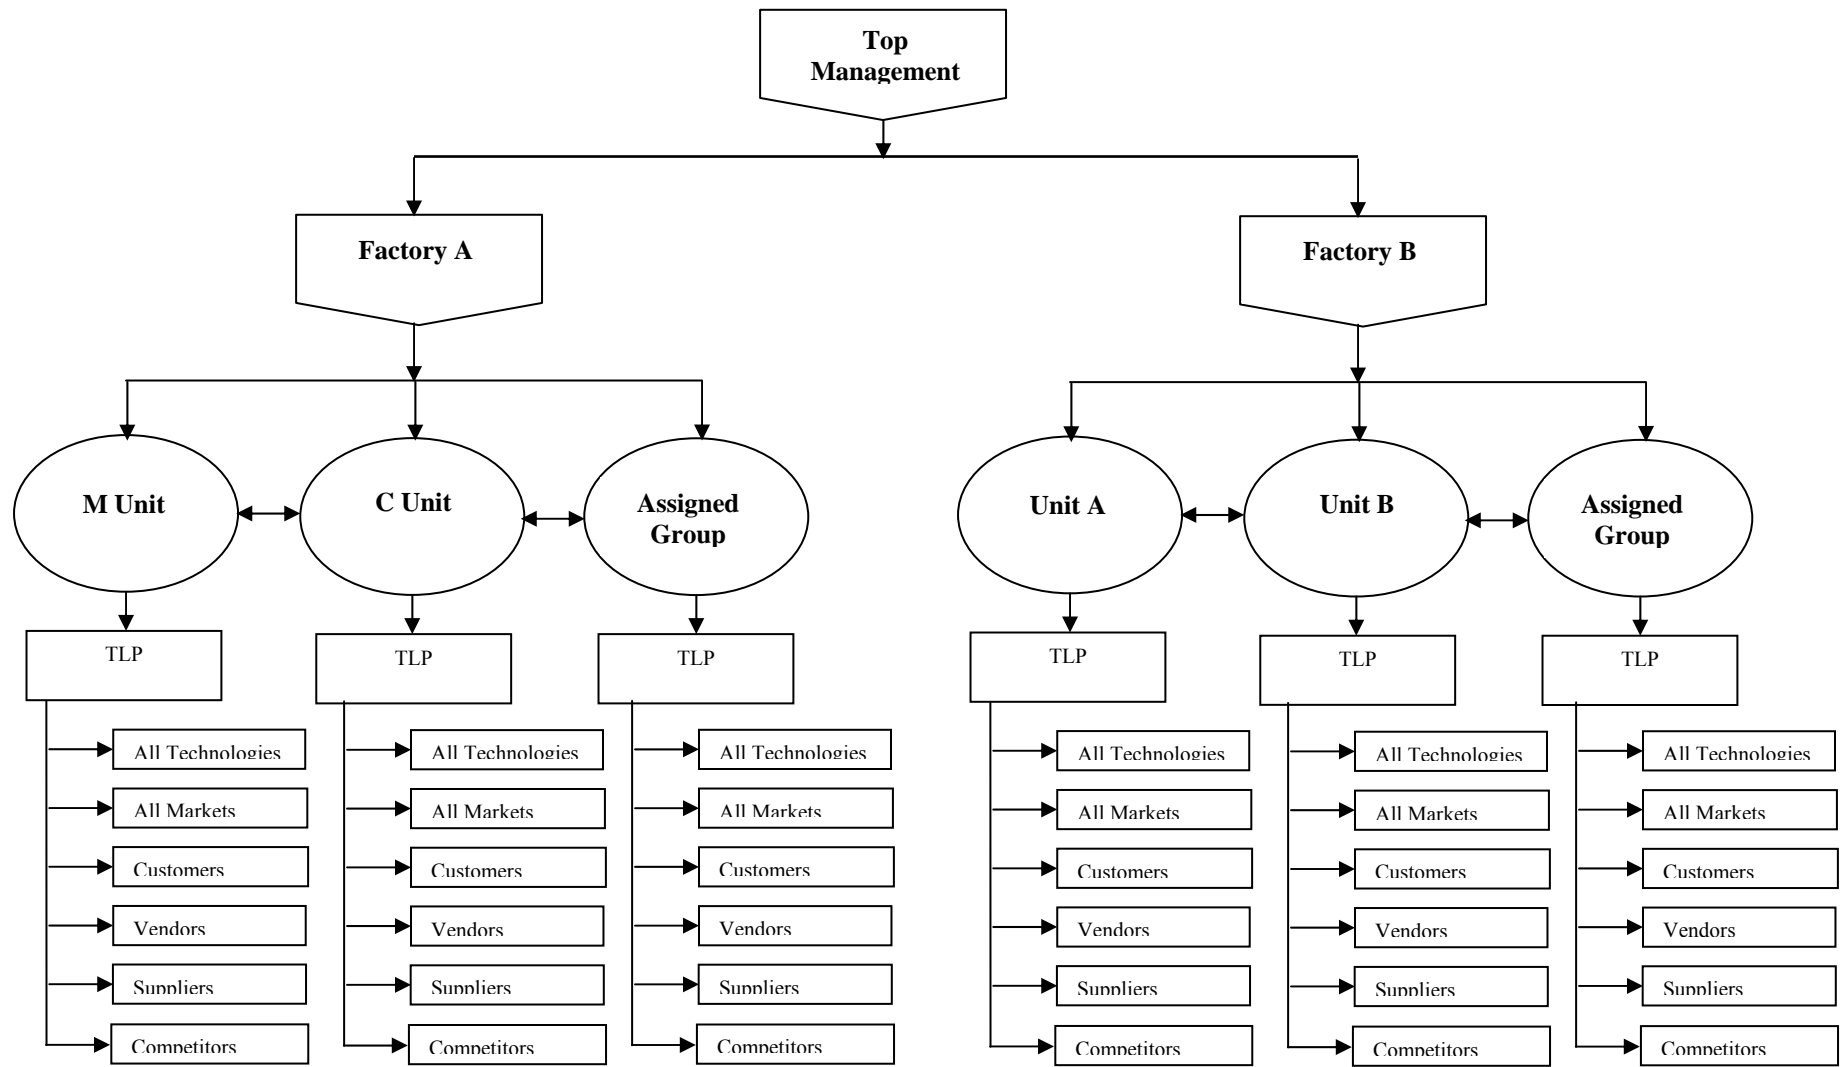 Top
Management
Factory A
Factory B
M Unit
C Unit
Assigned
Group
Unit A
Unit B
Assigned
Group
TLP
TLP
TLP
TLP
TLP
TLP
All Technologies
All Technologies
All Technologies
All Technologies
All Technologies
All Technologies
All Markets
All Markets
All Markets
All Markets
All Markets
All Markets
Customers
Customers
Customers
Customers
Customers
Customers
Vendors
Vendors
Vendors
Vendors
Vendors
Vendors
Suppliers
Suppliers
Suppliers
Suppliers
Suppliers
Suppliers
Competitors
Competitors
Competitors
Competitors
Competitors
Competitors